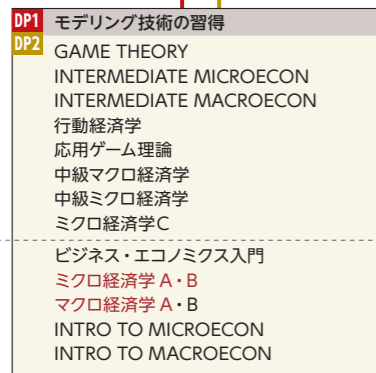 DP1 モデリング技術の習得
DP2
GAME THEORY
INTERMEDIATE MICROECON
INTERMEDIATE MACROECON
行動経済学
応用ゲーム理論
中級マクロ経済学
中級ミクロ経済学
ミクロ経済学C
ビジネス・エコノミクス入門
ミクロ経済学 A・B
マクロ経済学 A・B
INTRO TO MICROECON
INTRO TO MACROECON